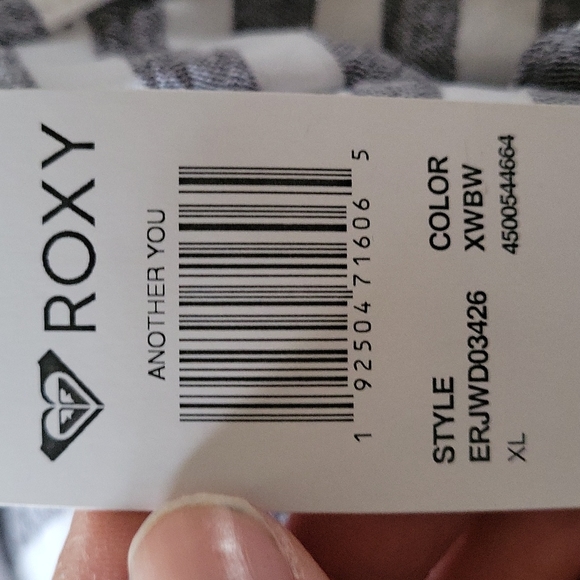 ROXY
ANOTHER YOU
1 92504 71606 5
STYLE COLOR
ERJWD03426 XWBW
XL 4500544664